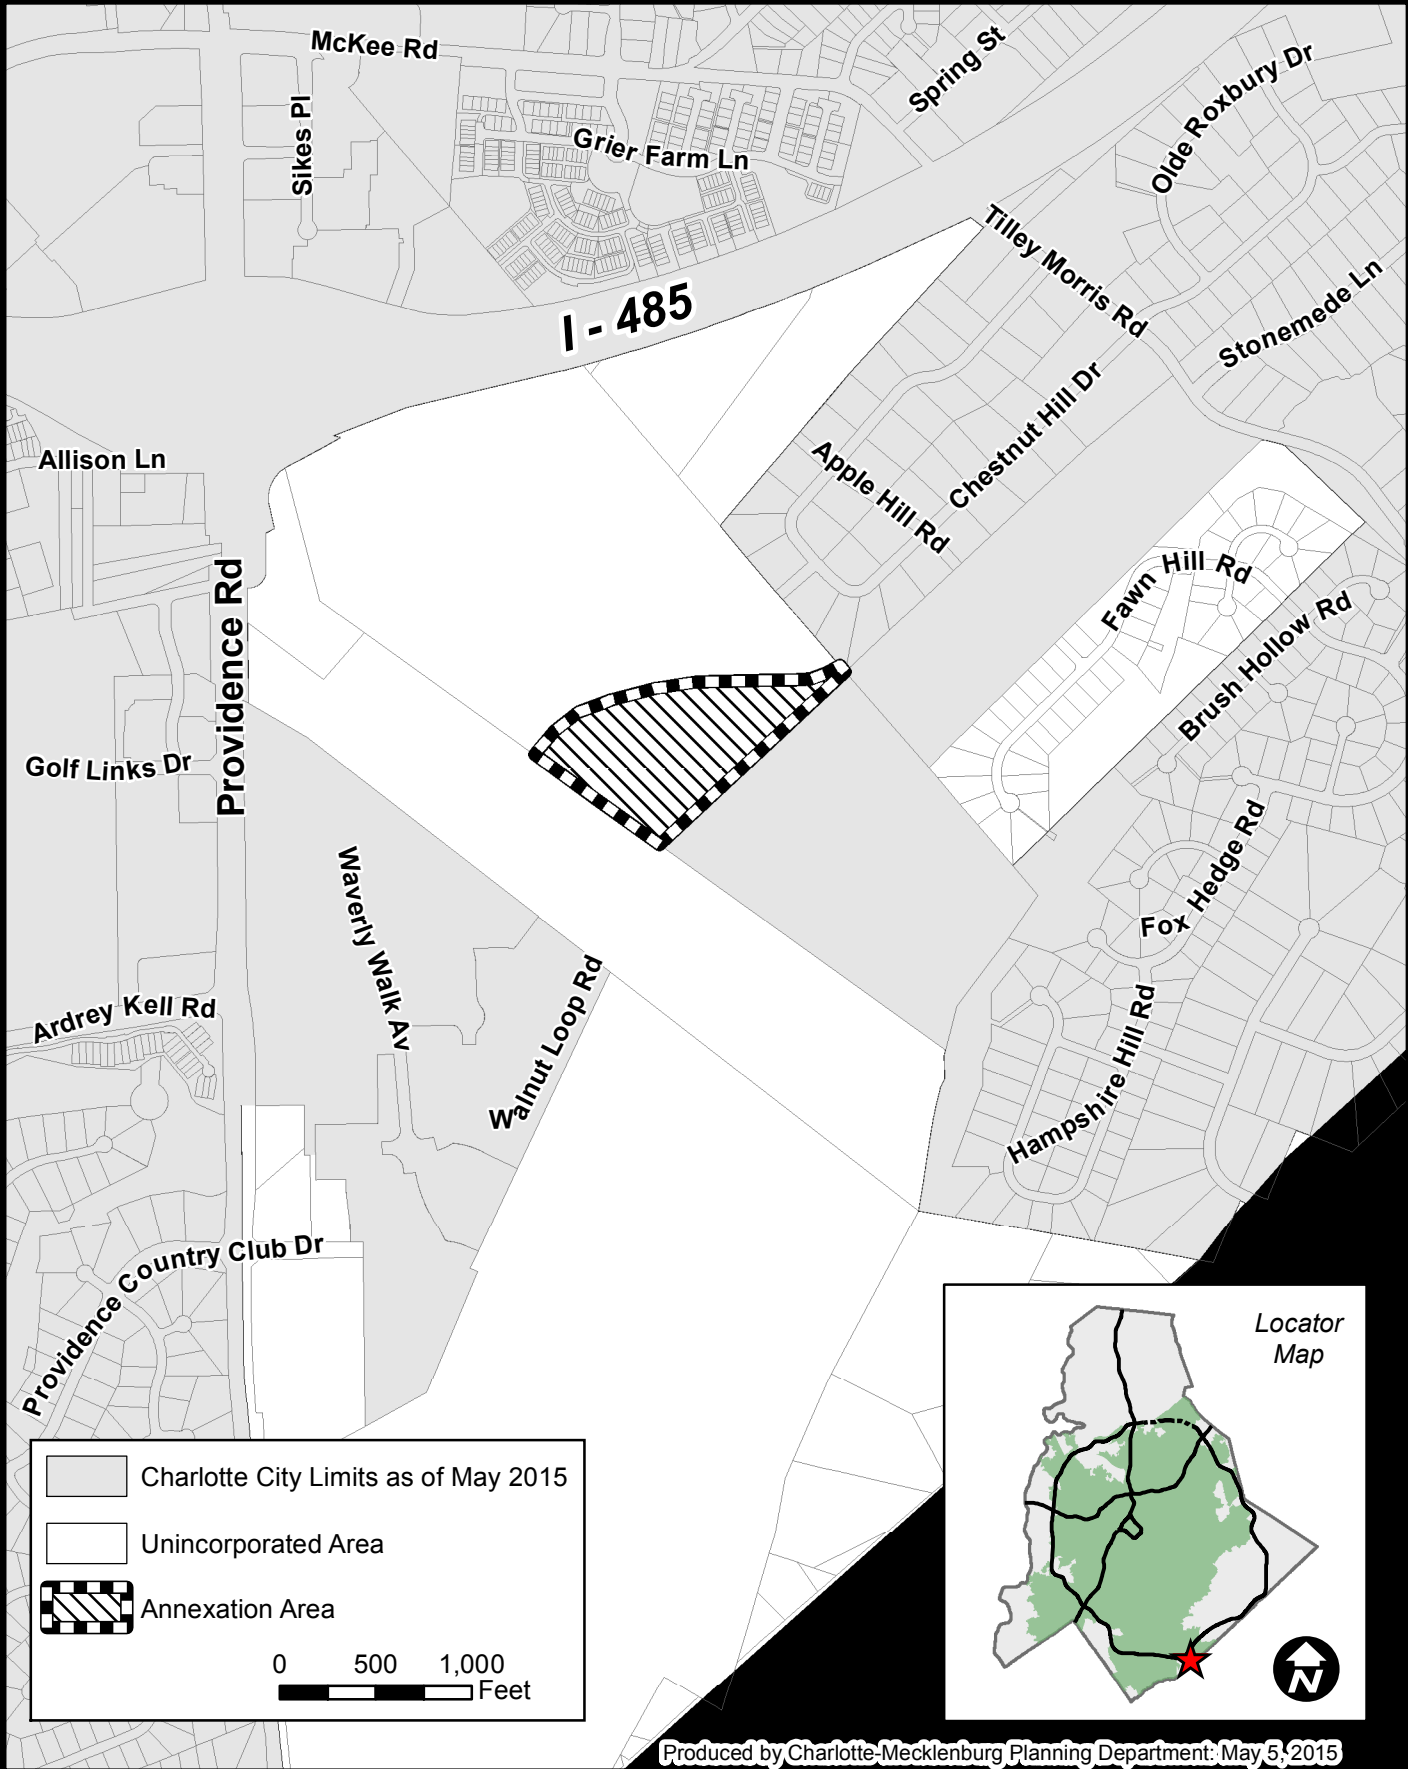 McKee Rd
Spring St
Sikes Pl
Grier Farm Ln
Olde Roxbury Dr
Tilley Morris Rd
I - 485
Stonemede Ln
Allison Ln
Apple Hill Rd
Chestnut Hill Dr
Fawn Hill Rd
Brush Hollow Rd
Providence Rd
Golf Links Dr
Fox Hedge Rd
Waverly Walk Av
Walnut Loop Rd
Ardrey Kell Rd
Hampshire Hill Rd
Providence Country Club Dr
Locator
Map
N
Charlotte City Limits as of May 2015
Unincorporated Area
Annexation Area
0 500 1,000
Feet
Produced by Charlotte-Mecklenburg Planning Department: May 5, 2015